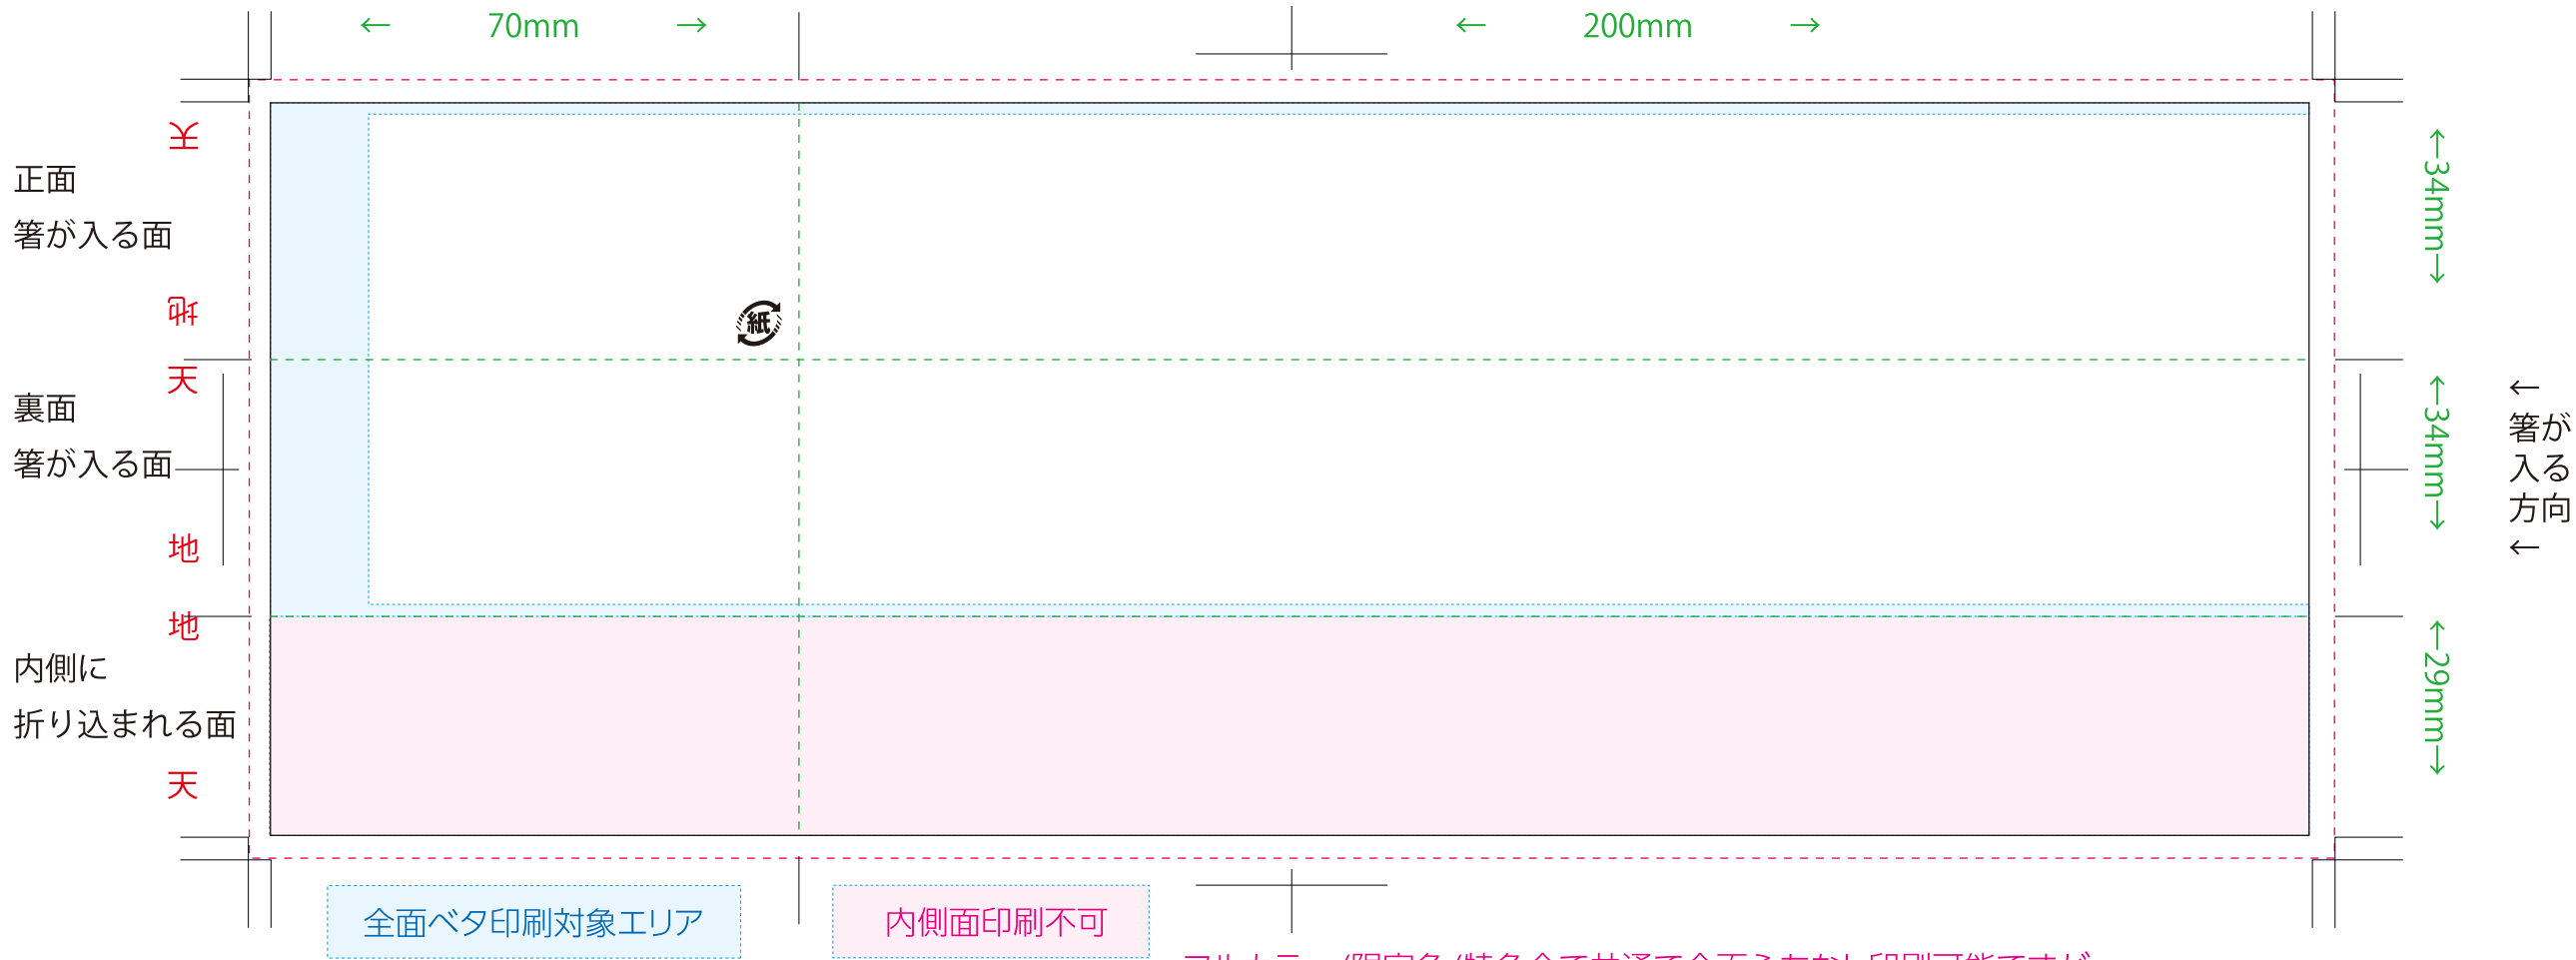 ← 70mm →
← 200mm →
天
正面
箸が入る面
地
←34mm→
紙
天
裏面
箸が入る面
地
←34mm→
←
箸が
入る
方向
←
地
内側に
折り込まれる面
天
←29mm→
全面ベタ印刷対象エリア
内側面印刷不可